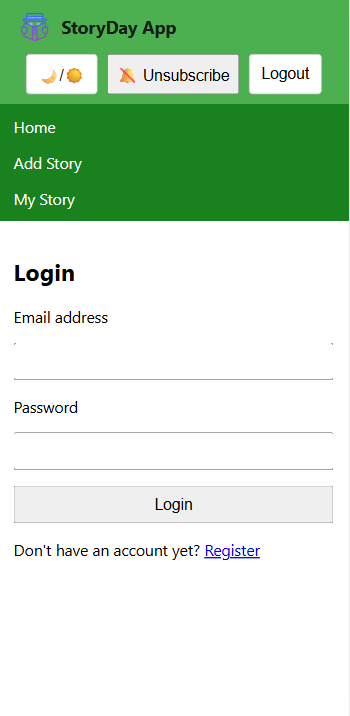 StoryDay App
🌙/🌞 🔕 Unsubscribe Logout
Home
Add Story
My Story
Login
Email address
Password
Login
Don't have an account yet? Register